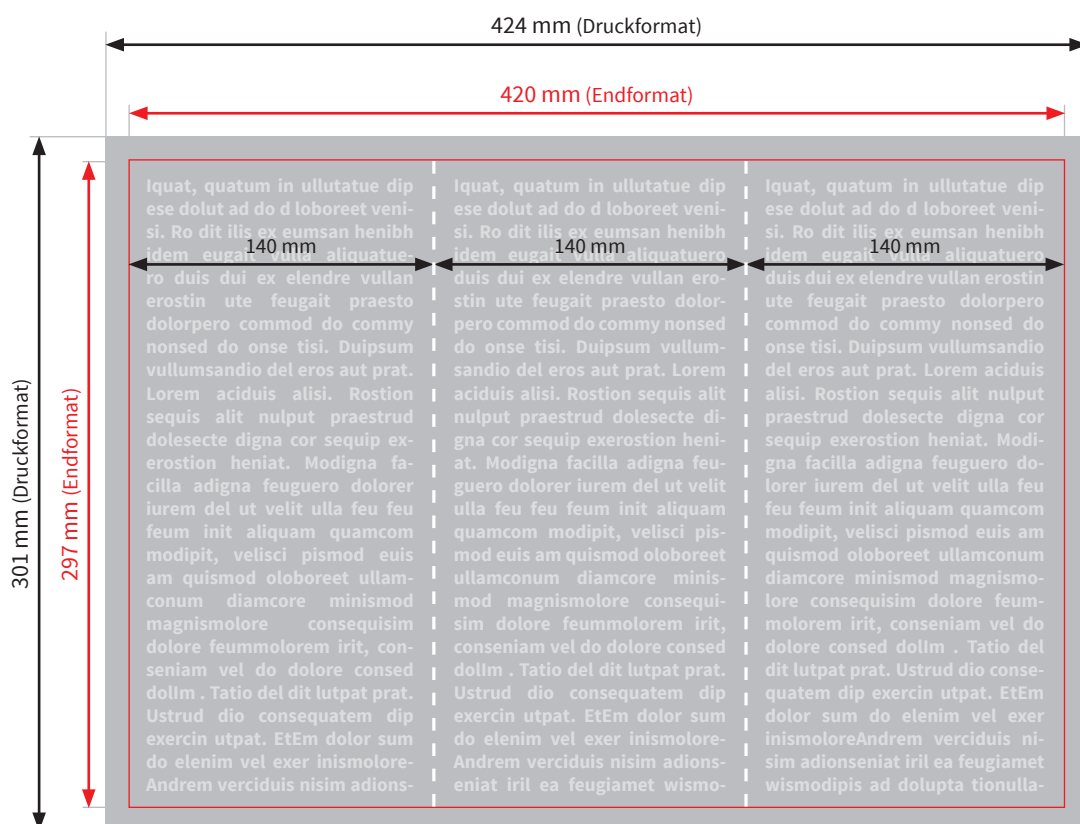 424 mm (Druckformat)
420 mm (Endformat)
301 mm (Druckformat)
297 mm (Endformat)
140 mm
140 mm
140 mm
Iquat, quatum in ullutatue dip
ese dolut ad do d loboreet veni-
si. Ro dit ilis ex eumsan henibh
idem eugait aliquatue-
ro duis dui ex elendre vullan
erostin ute feugait praesto
dolorpero commod do commy
nonsed do onse tisi. Duipsum
vullumsandio del eros aut prat.
Lorem aciduis alisi. Rostion
sequis alit nulput praestrud
dolesecte digna cor sequip ex-
erostion heniat. Modigna fa-
cilla adigna feuguero dolorer
iurem del ut velit ulla feu feu
feum init aliquam quamcom
modipit, velisci pismod euis
am quismod oloboreet ullam-
conum diamcore minismod
magnismolore consequisim
dolore feummolorem irit, con-
seniam vel do dolore consed
dolIm . Tatio del dit lutpat prat.
Ustrud dio consequatem dip
exercin utpat. EtEm dolor sum
do elenim vel exer inismolore-
Andrem verciduis nisim adions-
Iquat, quatum in ullutatue dip
ese dolut ad do d loboreet veni-
si. Ro dit ilis ex eumsan henibh
idem eugait aliquatuero
duis dui ex elendre vullan ero-
stin ute feugait praesto dolor-
pero commod do commy nonsed
do onse tisi. Duipsum vullum-
sandio del eros aut prat. Lorem
aciduis alisi. Rostion sequis alit
nulput praestrud dolesecte di-
gna cor sequip exerostion heni-
at. Modigna facilla adigna feu-
guero dolorer iurem del ut velit
ulla feu feu feum init aliquam
quamcom modipit, velisci pis-
mod euis am quismod oloboreet
ullamconum diamcore minis-
mod magnismolore consequi-
sim dolore feummolorem irit,
conseniam vel do dolore consed
dolIm . Tatio del dit lutpat prat.
Ustrud dio consequatem dip
exercin utpat. EtEm dolor sum
do elenim vel exer inismolore-
Andrem verciduis nisim adions-
eniat iril ea feugiamet wismo-
Iquat, quatum in ullutatue dip
ese dolut ad do d loboreet veni-
si. Ro dit ilis ex eumsan henibh
idem eugait aliquatuero
duis dui ex elendre vullan erostin
ute feugait praesto dolorpero
commod do commy nonsed do
onse tisi. Duipsum vullumsandio
del eros aut prat. Lorem aciduis
alisi. Rostion sequis alit nulput
praestrud dolesecte digna cor
sequip exerostion heniat. Modi-
gna facilla adigna feuguero do-
lorer iurem del ut velit ulla feu
feu feum init aliquam quamcom
modipit, velisci pismod euis am
quismod oloboreet ullamconum
diamcore minismod magnismo-
lore consequisim dolore feum-
molorem irit, conseniam vel do
dolore consed dolIm . Tatio del
dit lutpat prat. Ustrud dio conse-
quatem dip exercin utpat. EtEm
dolor sum do elenim vel exer
inismoloreAndrem verciduis ni-
sim adionseniat iril ea feugiamet
wismodipis ad dolupta tionulla-